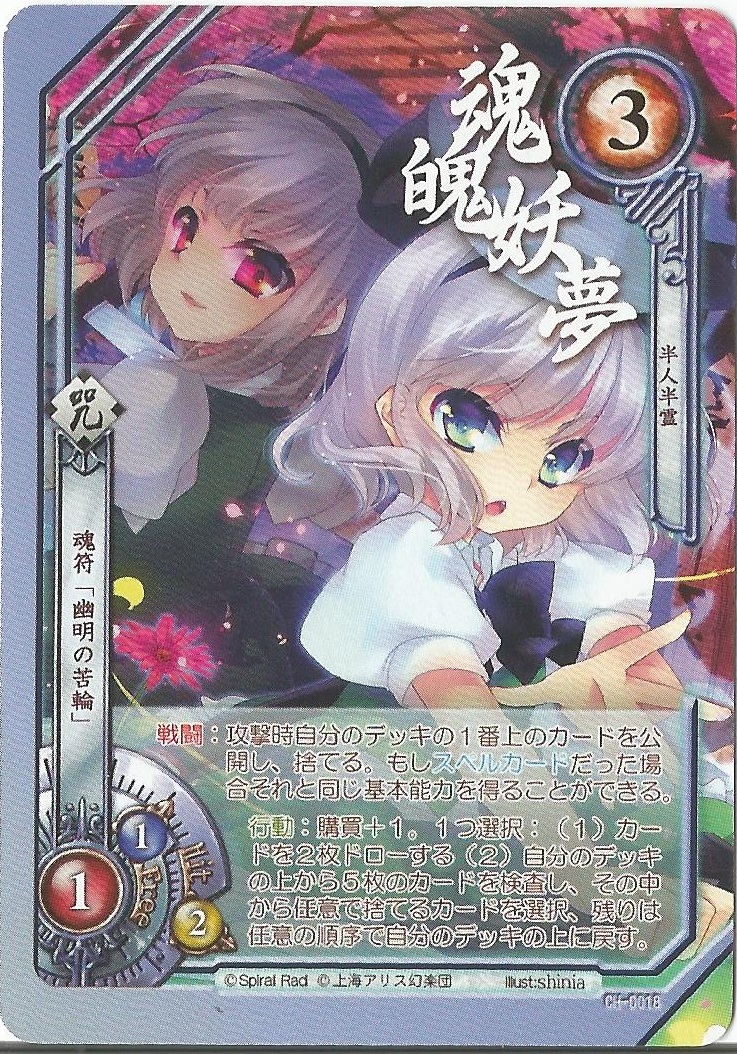 魂魄妖夢
3
半人半霊
咒
魂符「幽明の苦輪」
戦闘：攻撃時自分のデッキの１番上のカードを公
開し、捨てる。もしスペルカードだった場
合それと同じ基本能力を得ることができる。
行動：購買＋１。１つ選択：（１）カー
ドを２枚ドローする（２）自分のデッキ
の上から５枚のカードを検査し、その中
から任意で捨てるカードを選択、残りは
任意の順序で自分のデッキの上に戻す。
1
1
Free
Hit
2
©Spiral Rad ©上海アリス幻楽団 illust:shinia
CH-0018